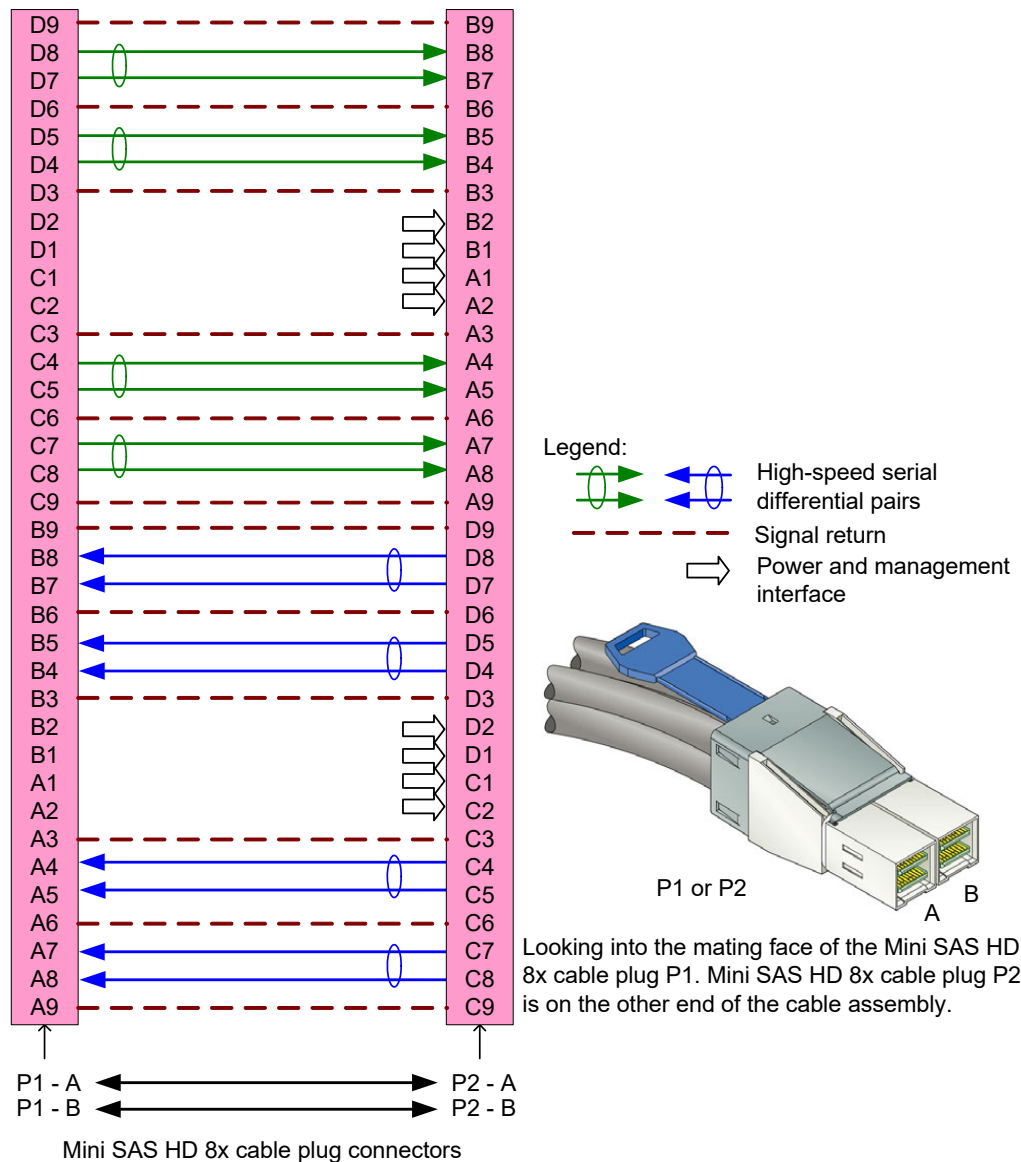 D9 B9
D8 B8
D7 B7
D6 B6
D5 B5
D4 B4
D3 B3
D2 B2
D1 B1
C1 A1
C2 A2
C3 A3
C4 A4
C5 A5
C6 A6
C7 A7
C8 A8
C9 A9
B9 D9
B8 D8
B7 D7
B6 D6
B5 D5
B4 D4
B3 D3
B2 D2
B1 D1
A1 C1
A2 C2
A3 C3
A4 C4
A5 C5
A6 C6
A7 C7
A8 C8
A9 C9
P1 - A P2 - A
P1 - B P2 - B
Mini SAS HD 8x cable plug connectors
Legend:
High-speed serial
differential pairs
Signal return
Power and management
interface
P1 or P2
A
B
Looking into the mating face of the Mini SAS HD
8x cable plug P1. Mini SAS HD 8x cable plug P2
is on the other end of the cable assembly.